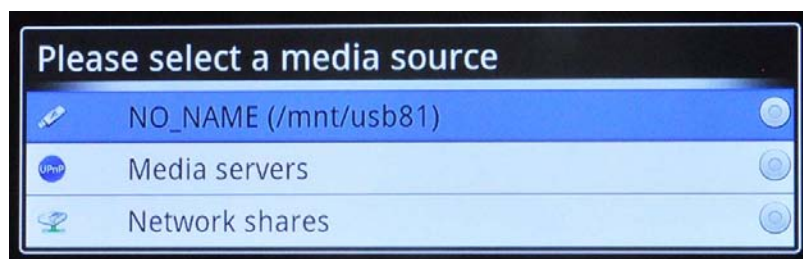 Please select a media source
NO_NAME (/mnt/usb81)
UPnP Media servers
Network shares